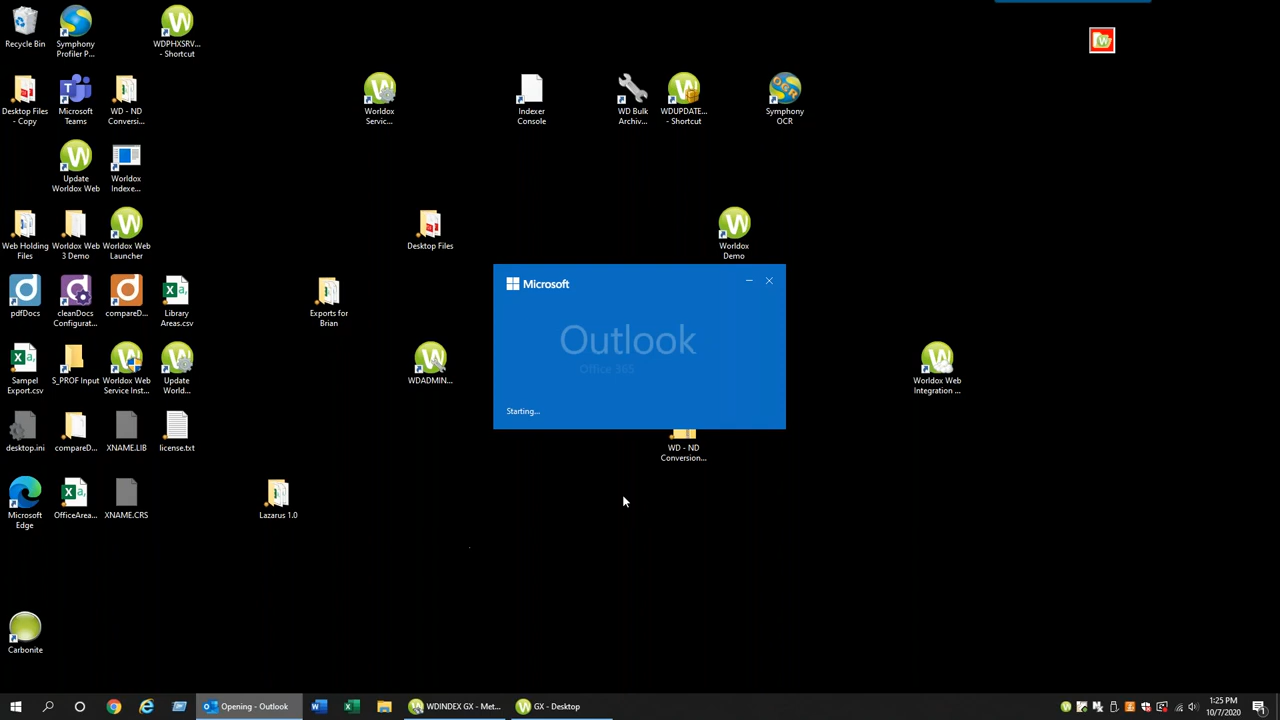 Recycle Bin
Symphony
Profiler P...
WDPHXSRV...
- Shortcut
Desktop Files
- Copy
Microsoft
Teams
WD - ND
Conversi...
Worldox
Servic...
Indexer
Console
WD Bulk
Archiv...
WDUPDATE...
- Shortcut
OCR
Symphony
OCR
Update
Worldox Web
Worldox
Indexe...
Web Holding
Files
Worldox Web
3 Demo
Worldox Web
Launcher
Desktop Files
Worldox
Demo
Microsoft
Outlook
Office 365
Starting...
pdfDocs
cleanDocs
Configurat...
compareD...
Library
Areas.csv
Exports for
Brian
Sampel
Export.csv
S_PROF Input
Worldox Web
Service Inst...
Update
World...
WDADMIN...
Worldox Web
Integration ...
desktop.ini
compareD...
XNAME.LIB
license.txt
WD - ND
Conversion...
Microsoft
Edge
OfficeArea...
XNAME.CRS
Lazarus 1.0
Carbonite
Opening - Outlook
WDINDEX GX - Met...
GX - Desktop
1:25 PM
10/7/2020